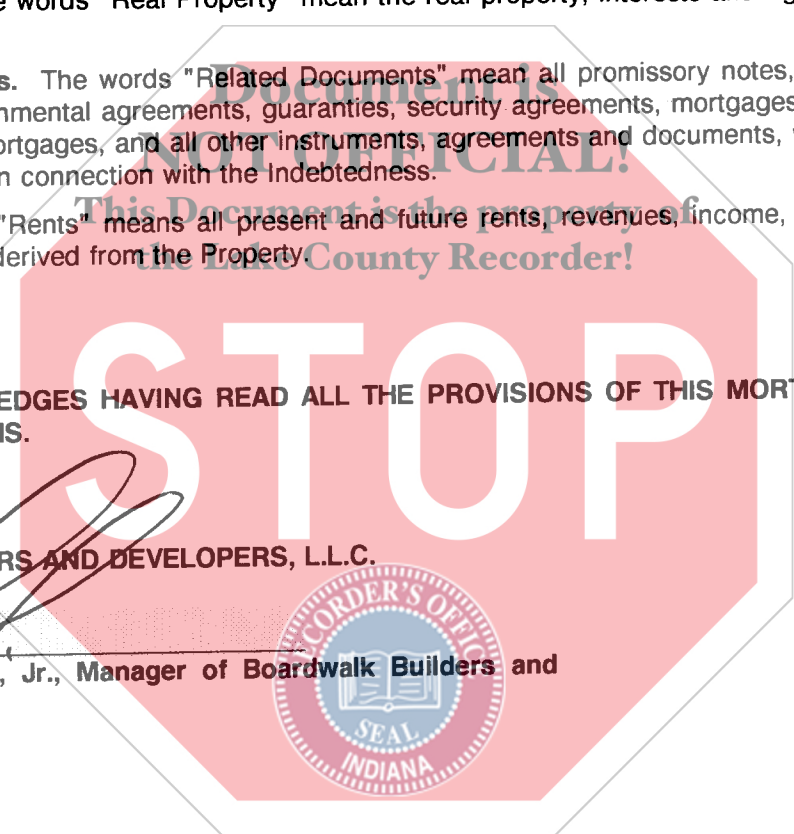 words "Real Property" mean the real property,
s. The words "Related Documents" mean all promissory notes,
nmental agreements, guaranties, security agreements, mortgages
ortgages, and all other instruments, agreements and documents,
n connection with the Indebtedness.
"Rents" means all present and future rents, revenues, income,
derived from the Property.
Document is
NOT OFFICIAL!
This Document is the property of
the Lake County Recorder!
STOP
EDGES HAVING READ ALL THE PROVISIONS OF THIS MORT
MS.
RS AND DEVELOPERS, L.L.C.
, Jr., Manager of Boardwalk Builders and
RECORDER'S OFFICE
SEAL
INDIANA